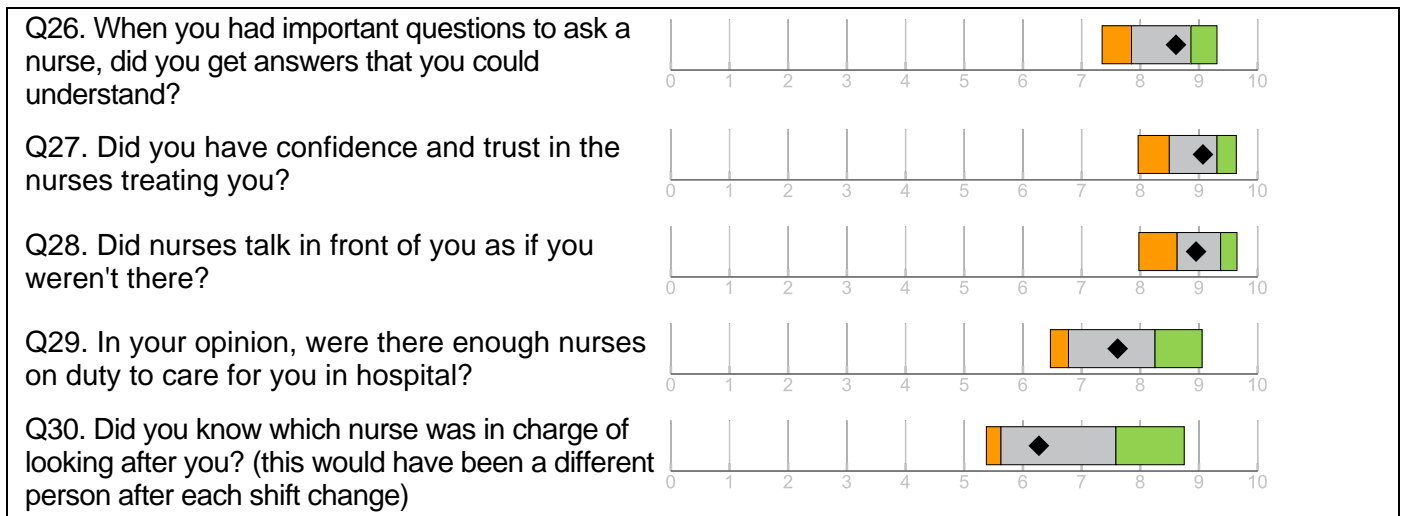 Q26. When you had important questions to ask a
nurse, did you get answers that you could
understand?
0 1 2 3 4 5 6 7 8 9 10
Q27. Did you have confidence and trust in the
nurses treating you?
0 1 2 3 4 5 6 7 8 9 10
Q28. Did nurses talk in front of you as if you
weren't there?
0 1 2 3 4 5 6 7 8 9 10
Q29. In your opinion, were there enough nurses
on duty to care for you in hospital?
0 1 2 3 4 5 6 7 8 9 10
Q30. Did you know which nurse was in charge of
looking after you? (this would have been a different
person after each shift change)
0 1 2 3 4 5 6 7 8 9 10